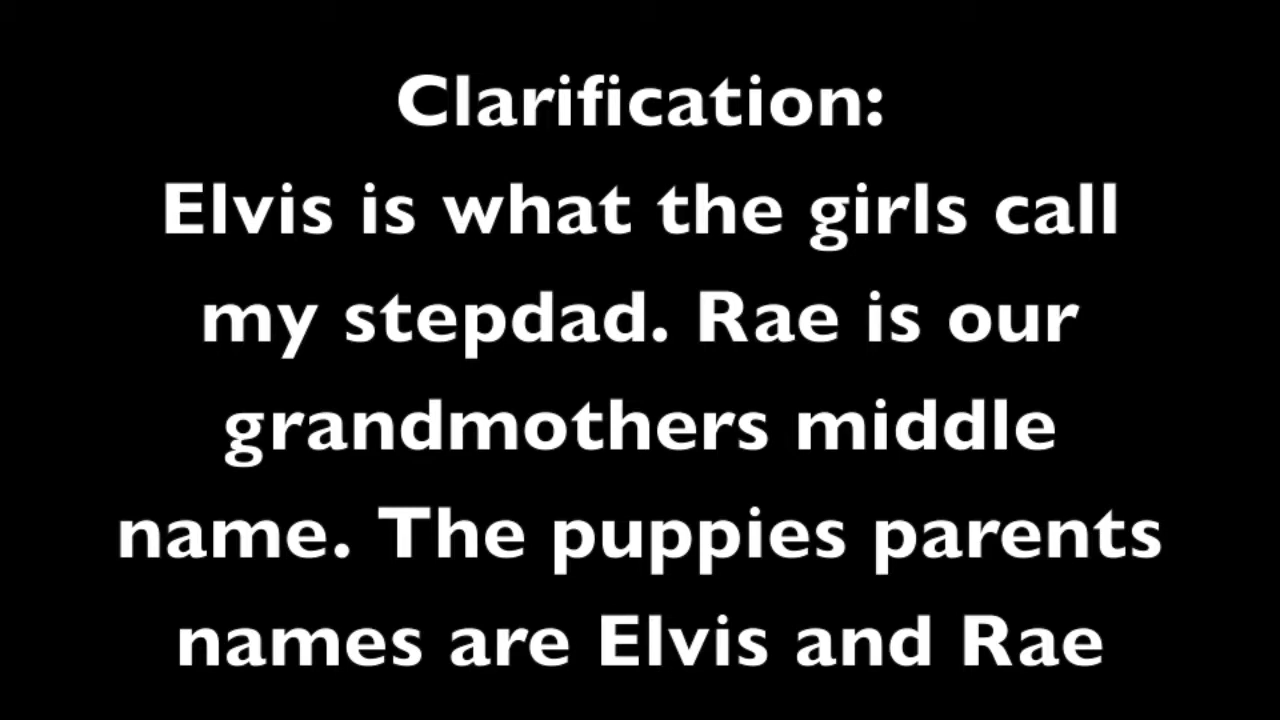 Clarification:
Elvis is what the girls call
my stepdad. Rae is our
grandmothers middle
name. The puppies parents
names are Elvis and Rae